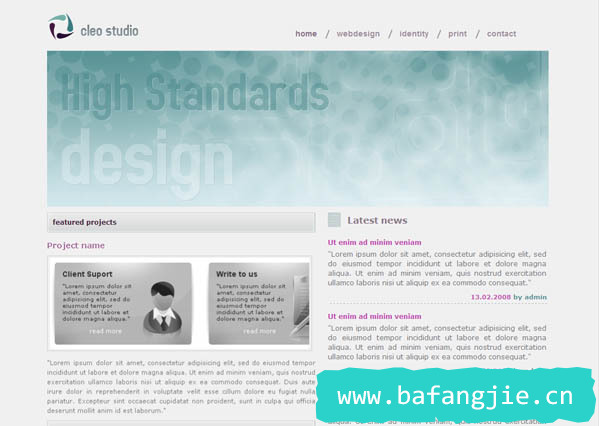 cleo studio
home / webdesign / identity / print / contact
High Standards
design
featured projects
Project name
Client Suport
"Lorem ipsum dolor sit
amet, consectetur
adipisicing elit, sed do
eiusmod tempor
incididunt ut labore et
dolore magna
aliqua."
read more
Write to us
"Lorem ipsum dolor sit
amet, consectetur
adipisicing elit, sed do
eiusmod tempor
incididunt ut labore et
dolore magna
aliqua."
read more
"Lorem ipsum dolor sit amet, consectetur adipisicing elit, sed do eiusmod tempor
incididunt ut labore et dolore magna aliqua. Ut enim ad minim veniam, quis nostrud
exercitation ullamco laboris nisi ut aliquip ex ea commodo consequat. Duis aute
irure dolor in reprehenderit in voluptate velit esse cillum dolore eu fugiat nulla
pariatur. Excepteur sint occaecat cupidatat non proident, sunt in culpa qui officia
deserunt mollit anim id est laborum."
Latest news
Ut enim ad minim veniam
"Lorem ipsum dolor sit amet, consectetur adipisicing elit, sed
do eiusmod tempor incididunt ut labore et dolore magna
aliqua. Ut enim ad minim veniam, quis nostrud exercitation
ullamco laboris nisi ut aliquip ex ea commodo consequat".
13.02.2008 by admin
Ut enim ad minim veniam
"Lorem ipsum dolor sit amet, consectetur adipisicing elit, sed
do eiusmod tempor incididunt ut labore et dolore magna
aliqua. Ut enim ad minim veniam, quis nostrud exercitation
ullamco laboris nisi ut aliquip ex ea commodo consequat".
www.bafangjie.cn